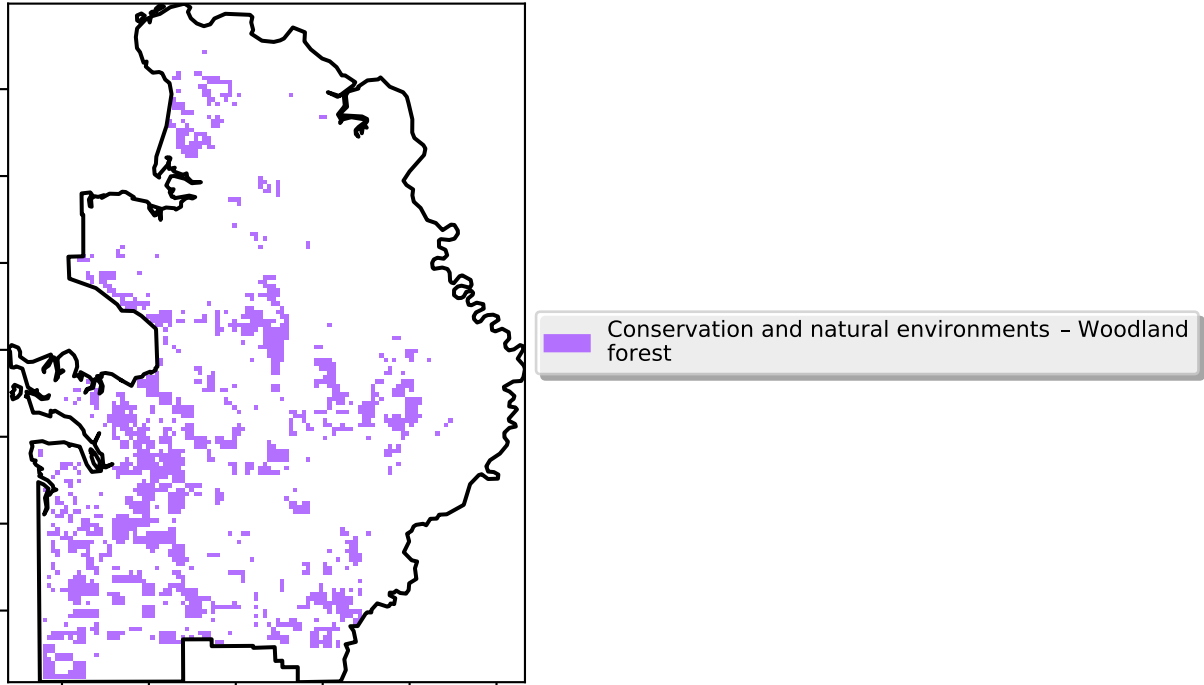 Conservation and natural environments – Woodland
forest